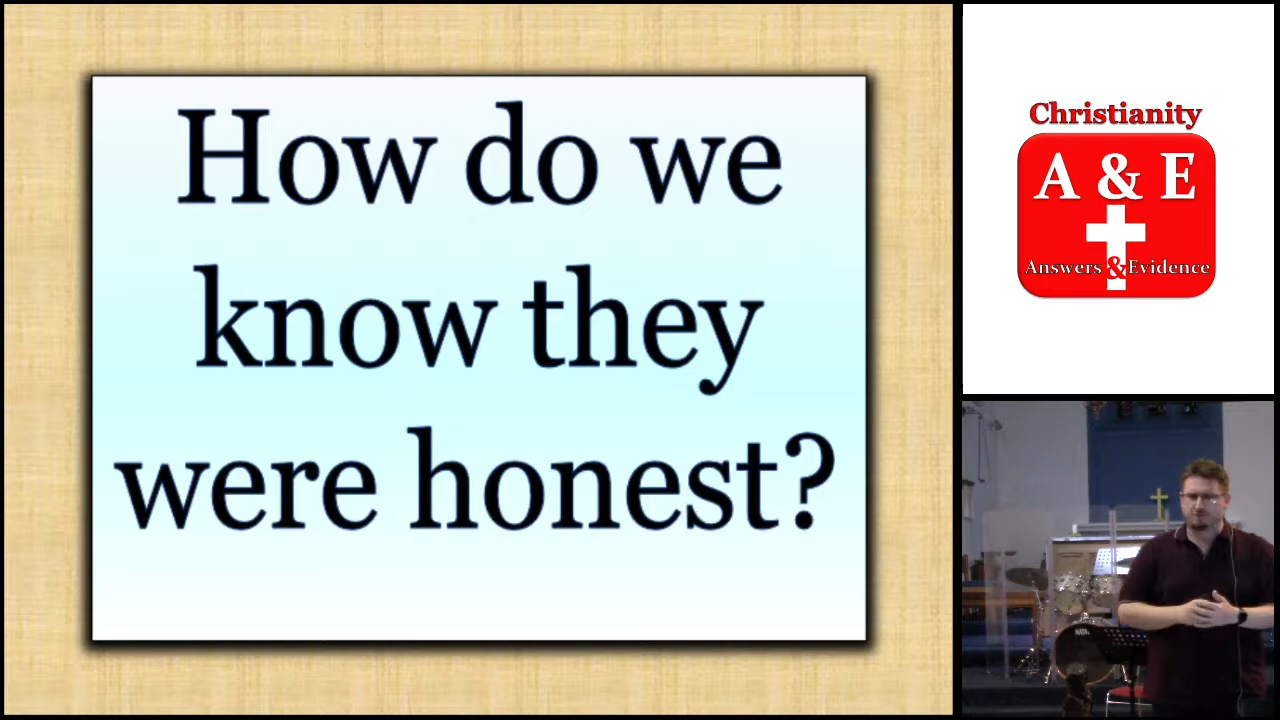 How do we
know they
were honest?
Christianity
A & E
Answers & Evidence